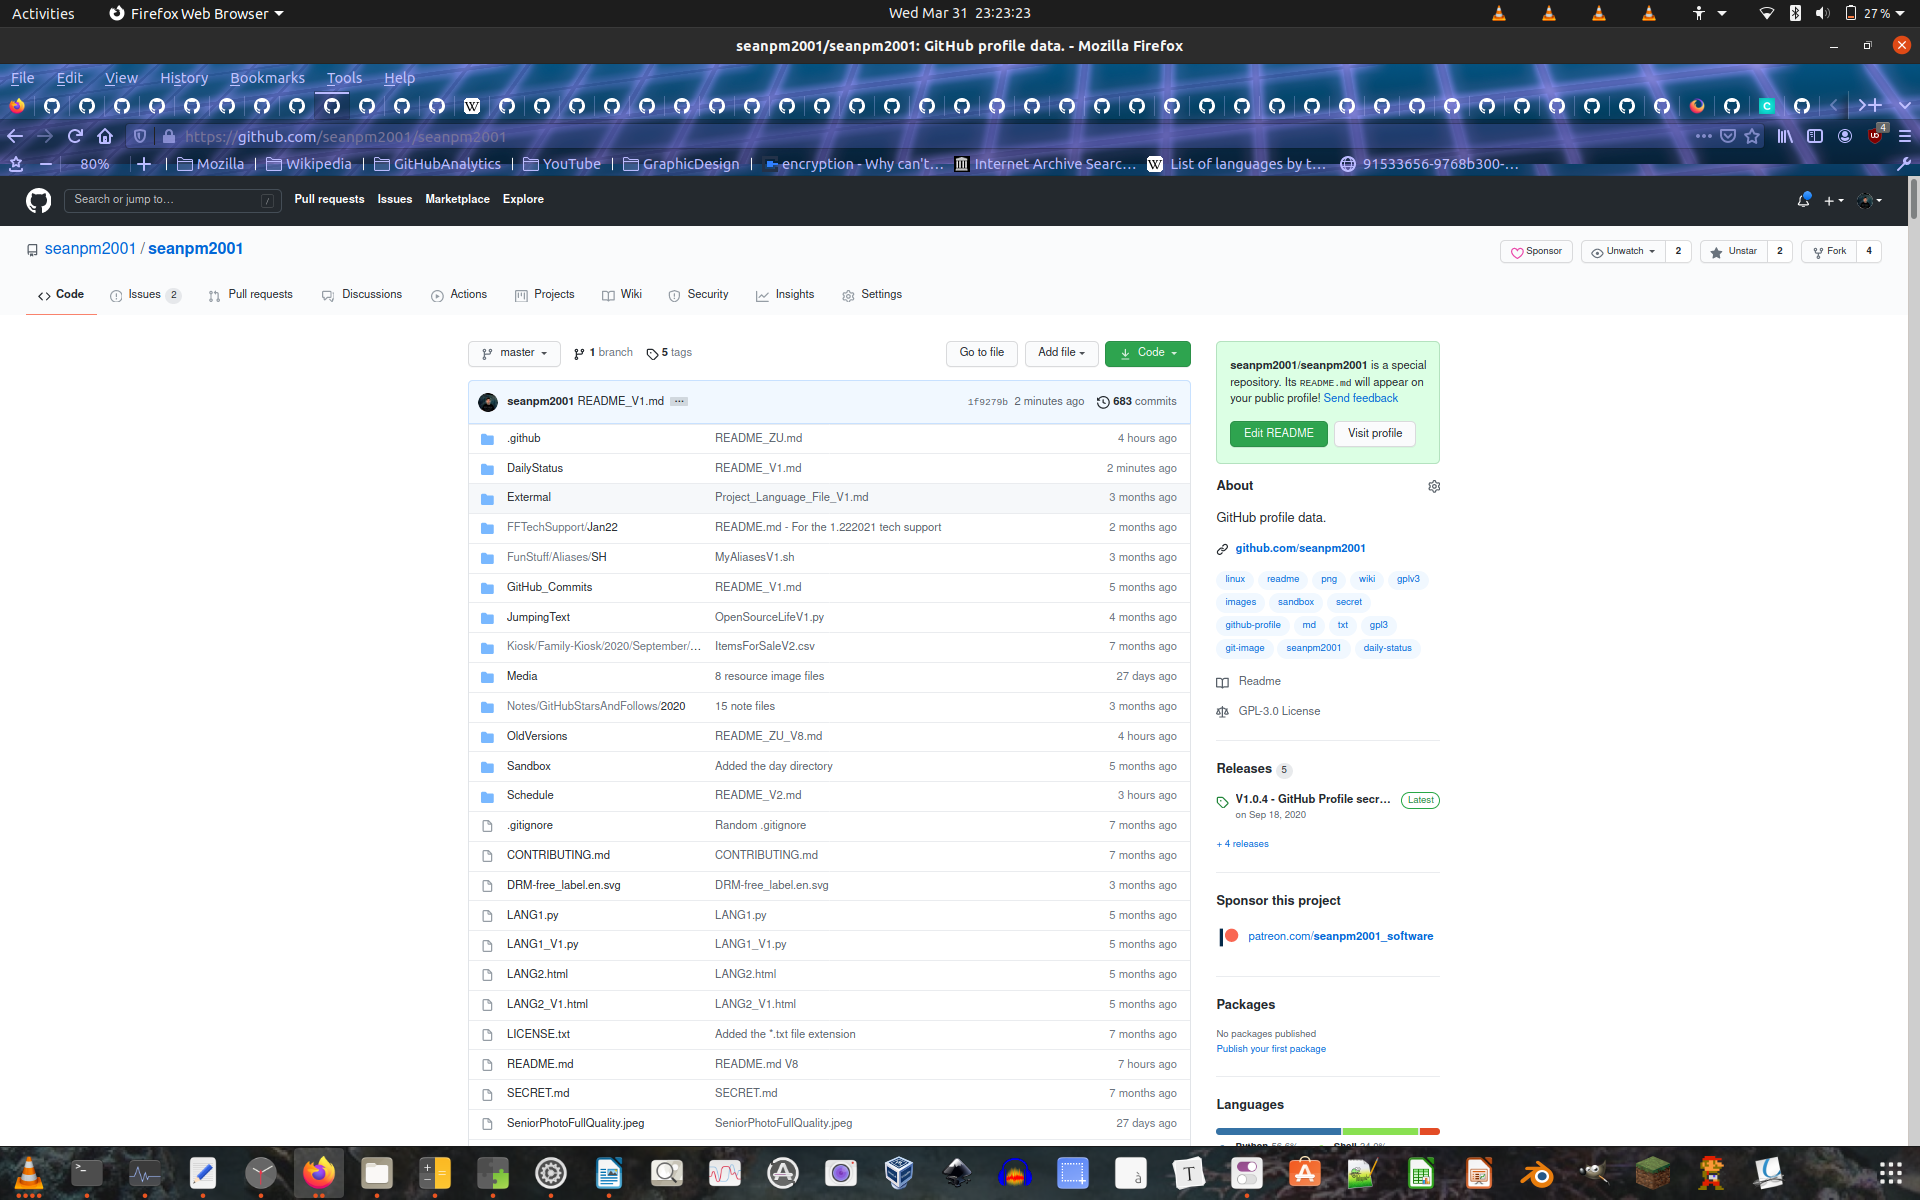 Activities Firefox Web Browser Wed Mar 31 23:23:23 27 %
seanpm2001/seanpm2001: GitHub profile data. - Mozilla Firefox
File Edit View History Bookmarks Tools Help
https://github.com/seanpm2001/seanpm2001 4
80% Mozilla Wikipedia GitHubAnalytics YouTube GraphicDesign encryption - Why can't… Internet Archive Searc… List of languages by t… 91533656-9768b300-…
Search or jump to… / Pull requests Issues Marketplace Explore
seanpm2001 / seanpm2001 Sponsor Unwatch 2 Unstar 2 Fork 4
Code Issues 2 Pull requests Discussions Actions Projects Wiki Security Insights Settings
master 1 branch 5 tags Go to file Add file Code
seanpm2001 README_V1.md ... 1f9279b 2 minutes ago 683 commits
.github README_ZU.md 4 hours ago
DailyStatus README_V1.md 2 minutes ago
Extermal Project_Language_File_V1.md 3 months ago
FFTechSupport/Jan22 README.md - For the 1.222021 tech support 2 months ago
FunStuff/Aliases/SH MyAliasesV1.sh 3 months ago
GitHub_Commits README_V1.md 5 months ago
JumpingText OpenSourceLifeV1.py 4 months ago
Kiosk/Family-Kiosk/2020/September/… ItemsForSaleV2.csv 7 months ago
Media 8 resource image files 27 days ago
Notes/GitHubStarsAndFollows/2020 15 note files 3 months ago
OldVersions README_ZU_V8.md 4 hours ago
Sandbox Added the day directory 5 months ago
Schedule README_V2.md 3 hours ago
.gitignore Random .gitignore 7 months ago
CONTRIBUTING.md CONTRIBUTING.md 7 months ago
DRM-free_label.en.svg DRM-free_label.en.svg 3 months ago
LANG1.py LANG1.py 5 months ago
LANG1_V1.py LANG1_V1.py 5 months ago
LANG2.html LANG2.html 5 months ago
LANG2_V1.html LANG2_V1.html 5 months ago
LICENSE.txt Added the *.txt file extension 7 months ago
README.md README.md V8 7 hours ago
SECRET.md SECRET.md 7 months ago
SeniorPhotoFullQuality.jpeg SeniorPhotoFullQuality.jpeg 27 days ago
seanpm2001/seanpm2001 is a special
repository. Its README.md will appear on
your public profile! Send feedback
Edit README Visit profile
About
GitHub profile data.
github.com/seanpm2001
linux readme png wiki gplv3
images sandbox secret
github-profile md txt gpl3
git-image seanpm2001 daily-status
Readme
GPL-3.0 License
Releases 5
V1.0.4 - GitHub Profile secr… Latest
on Sep 18, 2020
+ 4 releases
Sponsor this project
patreon.com/seanpm2001_software
Packages
No packages published
Publish your first package
Languages